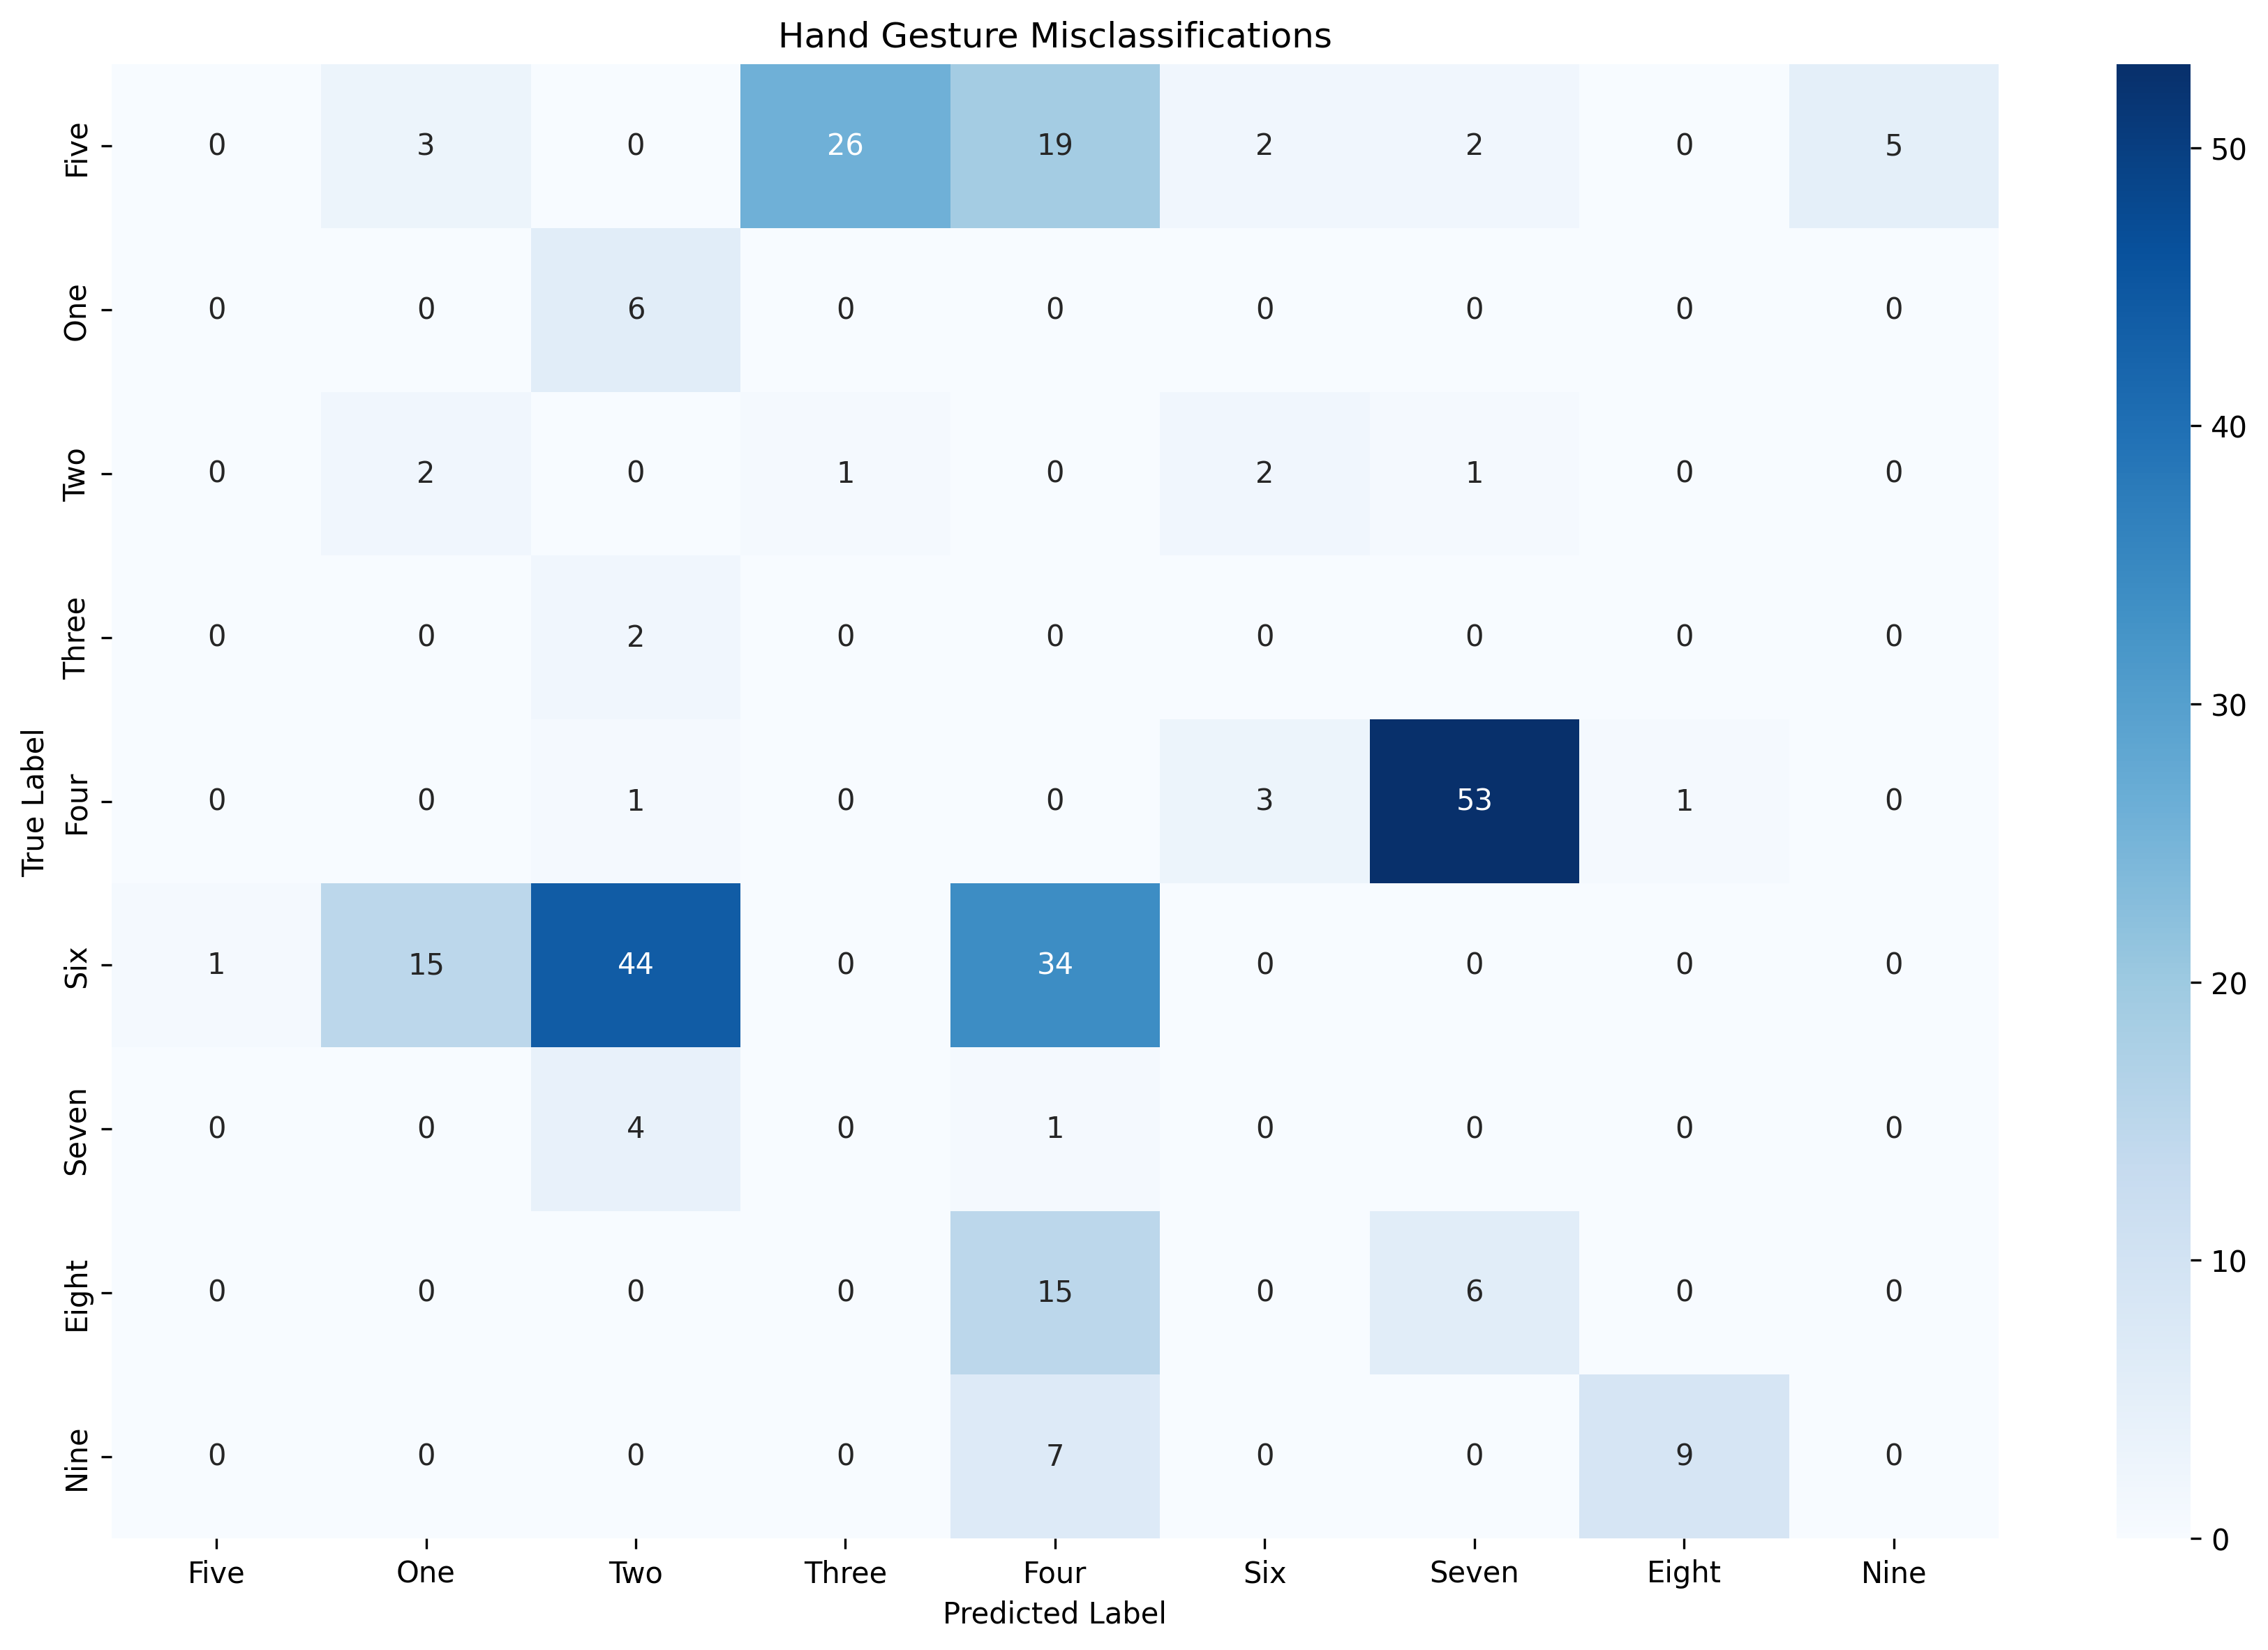 Hand Gesture Misclassifications
Five 0 3 0 26 19 2 2 0 5
One 0 0 6 0 0 0 0 0 0
Two 0 2 0 1 0 2 1 0 0
Three 0 0 2 0 0 0 0 0 0
Four 0 0 1 0 0 3 53 1 0
Six 1 15 44 0 34 0 0 0 0
Seven 0 0 4 0 1 0 0 0 0
Eight 0 0 0 0 15 0 6 0 0
Nine 0 0 0 0 7 0 0 9 0
True Label
Five One Two Three Four Six Seven Eight Nine
Predicted Label
50
40
30
20
10
0